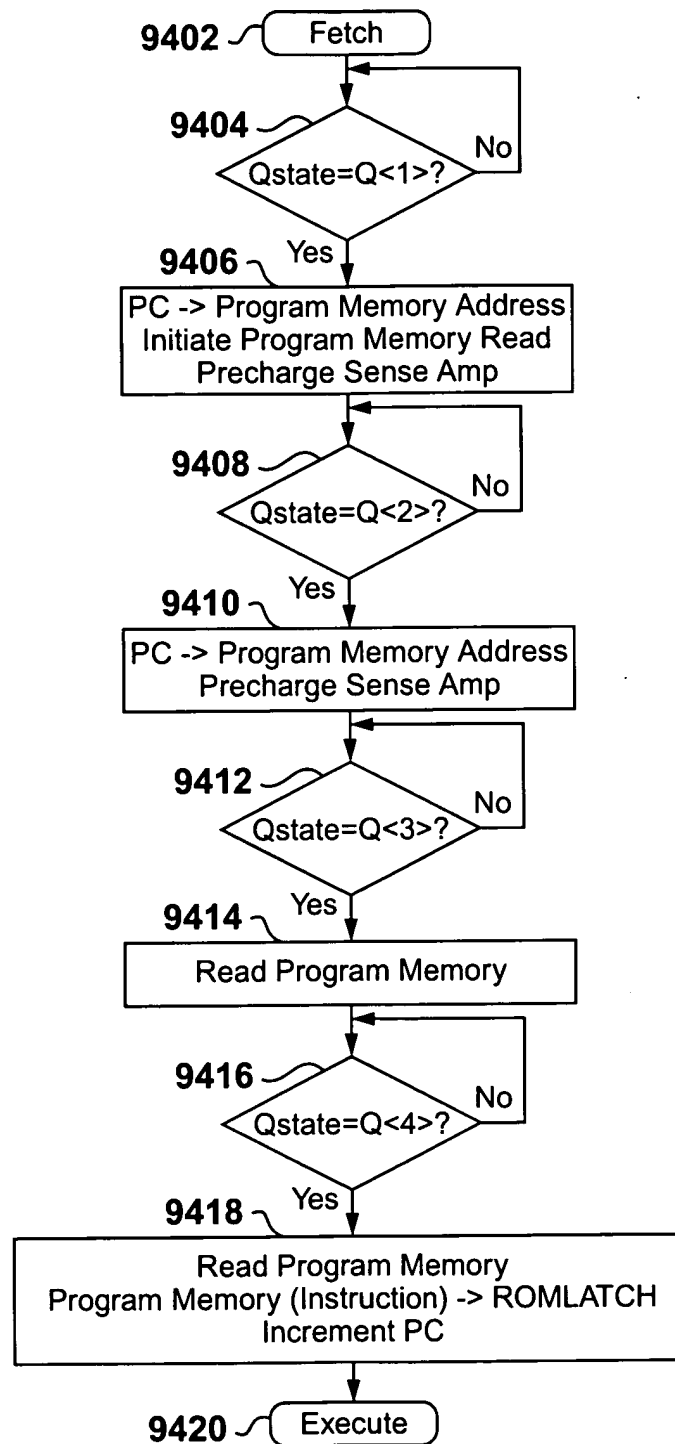 9402
Fetch
9404
Qstate=Q<1>?
No
Yes
9406
PC -> Program Memory Address
Initiate Program Memory Read
Precharge Sense Amp
9408
Qstate=Q<2>?
No
Yes
9410
PC -> Program Memory Address
Precharge Sense Amp
9412
Qstate=Q<3>?
No
Yes
9414
Read Program Memory
9416
Qstate=Q<4>?
No
Yes
9418
Read Program Memory
Program Memory (Instruction) -> ROMLATCH
Increment PC
9420
Execute